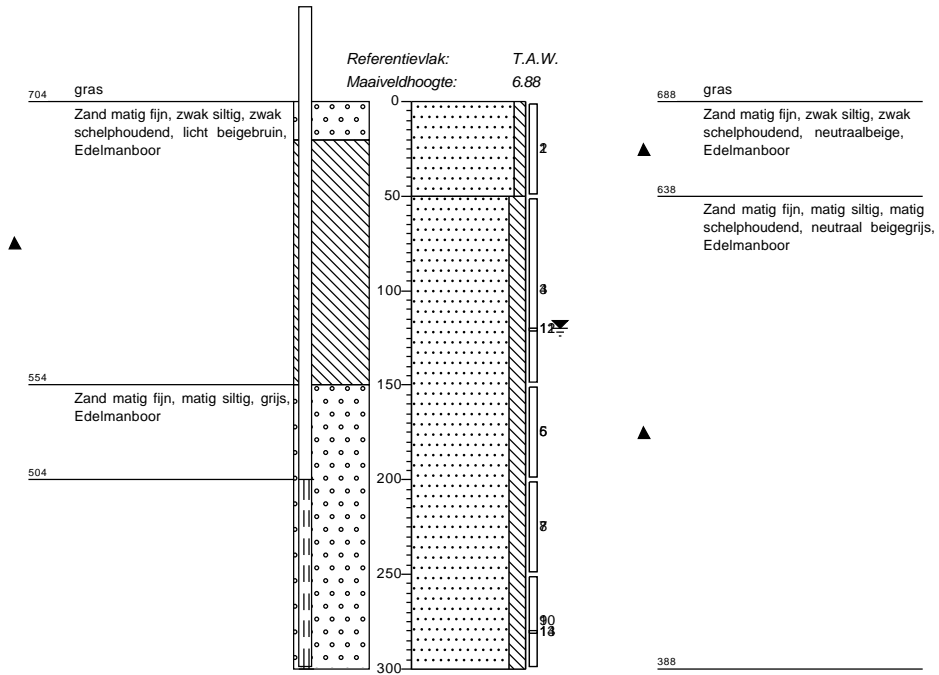 Referentievlak: T.A.W.
Maaiveldhoogte: 6.88
704 gras
Zand matig fijn, zwak siltig, zwak
schelphoudend, licht beigebruin,
Edelmanboor
554
Zand matig fijn, matig siltig, grijs,
Edelmanboor
504
0
50
100
150
200
250
300
688 gras
Zand matig fijn, zwak siltig, zwak
schelphoudend, neutraalbeige,
Edelmanboor
638
Zand matig fijn, matig siltig, matig
schelphoudend, neutraal beigegrijs,
Edelmanboor
388